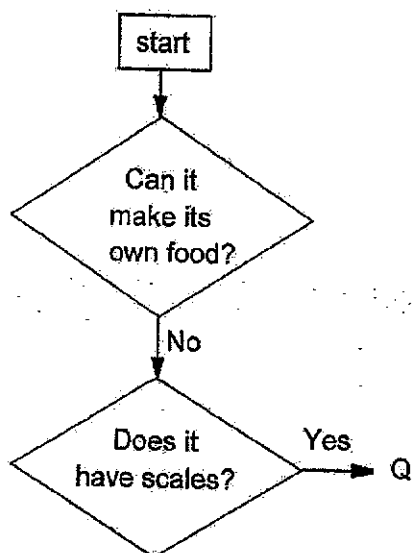 start
Can it
make its
own food?
No
Does it
have scales?
Yes
Q